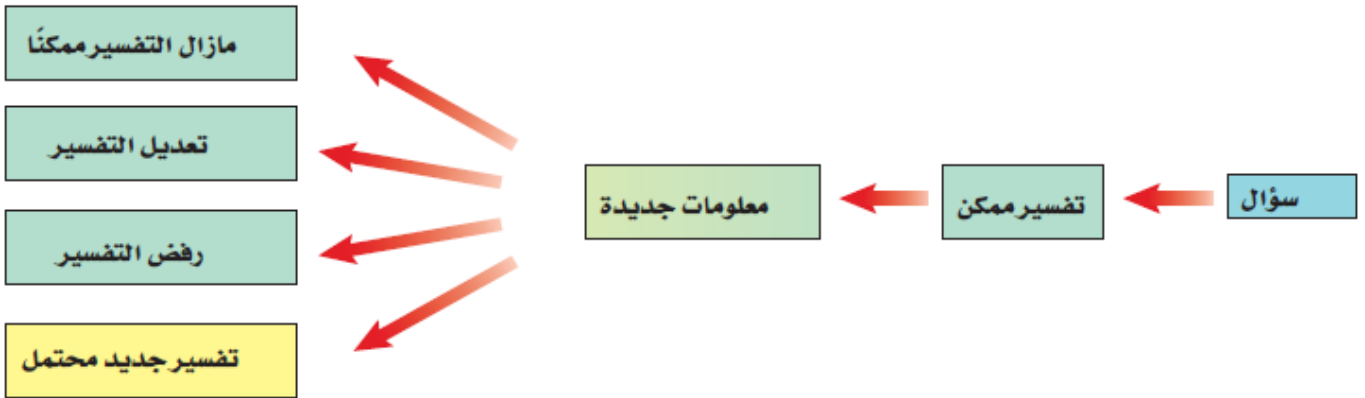 سؤال
تفسير ممكن
معلومات جديدة
مازال التفسير ممكنًا
تعديل التفسير
رفض التفسير
تفسير جديد محتمل